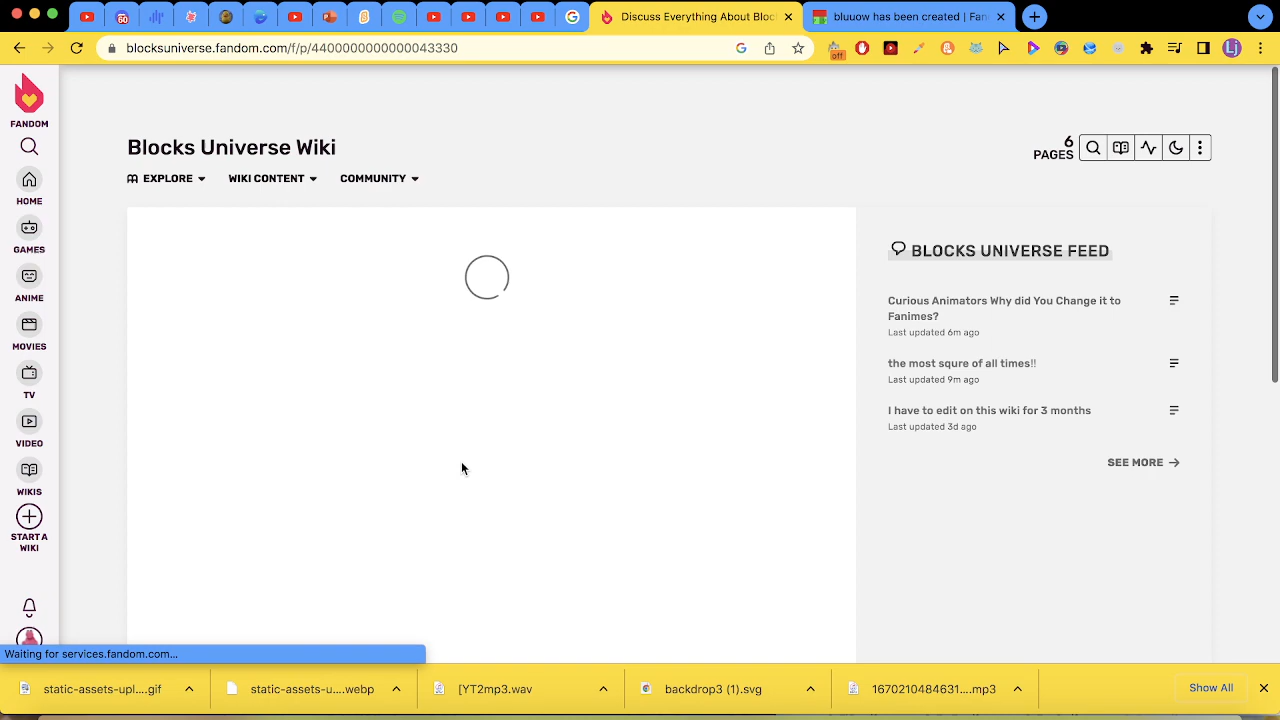 Discuss Everything About Bloc
bluuow has been created | Fan
blocksuniverse.fandom.com/f/p/4400000000000043330
off
Lj
60
FANDOM
HOME
GAMES
ANIME
MOVIES
TV
VIDEO
WIKIS
START A
WIKI
Blocks Universe Wiki
6
PAGES
EXPLORE
WIKI CONTENT
COMMUNITY
BLOCKS UNIVERSE FEED
Curious Animators Why did You Change it to
Fanimes?
Last updated 6m ago
the most squre of all times!!
Last updated 9m ago
I have to edit on this wiki for 3 months
Last updated 3d ago
SEE MORE
Waiting for services.fandom.com...
static-assets-upl....gif
static-assets-u....webp
[YT2mp3.wav
backdrop3 (1).svg
1670210484631....mp3
Show All